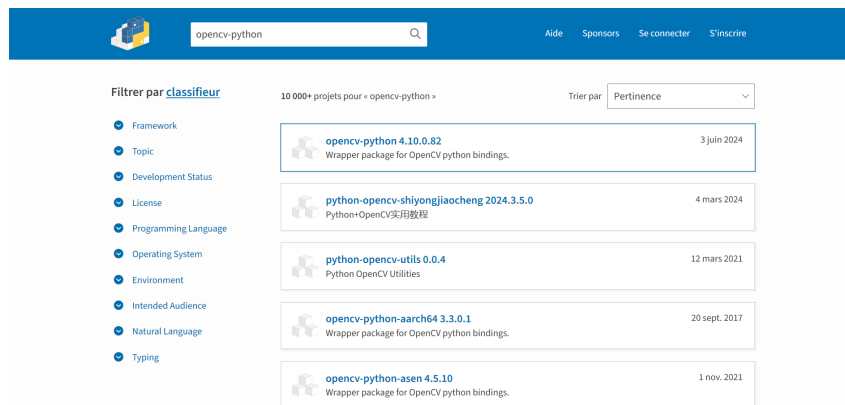 opencv-python
Aide Sponsors Se connecter S'inscrire
Filtrer par classifieur
Framework
Topic
Development Status
License
Programming Language
Operating System
Environment
Intended Audience
Natural Language
Typing
10 000+ projets pour « opencv-python »
Trier par Pertinence
opencv-python 4.10.0.82 3 juin 2024
Wrapper package for OpenCV python bindings.
python-opencv-shiyongjiaocheng 2024.3.5.0 4 mars 2024
Python+OpenCV实用教程
python-opencv-utils 0.0.4 12 mars 2021
Python OpenCV Utilities
opencv-python-aarch64 3.3.0.1 20 sept. 2017
Wrapper package for OpenCV python bindings.
opencv-python-asen 4.5.10 1 nov. 2021
Wrapper package for OpenCV python bindings.